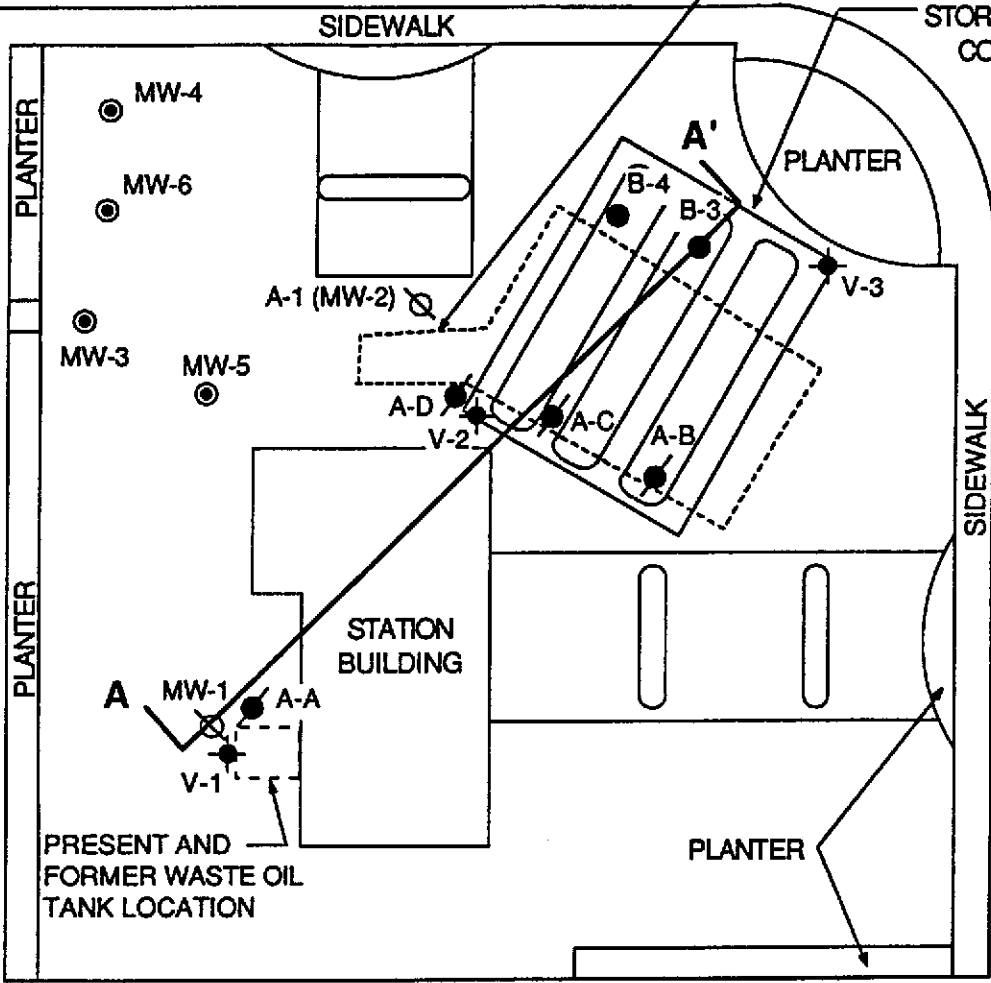 SIDEWALK
STOR
CO
MW-4
PLANTER
A'
PLANTER
MW-6
B-4
B-3
V-3
A-1 (MW-2)
MW-3
MW-5
A-D
V-2
A-C
A-B
SIDEWALK
PLANTER
STATION
BUILDING
A
MW-1
A-A
V-1
PRESENT AND
FORMER WASTE OIL
TANK LOCATION
PLANTER